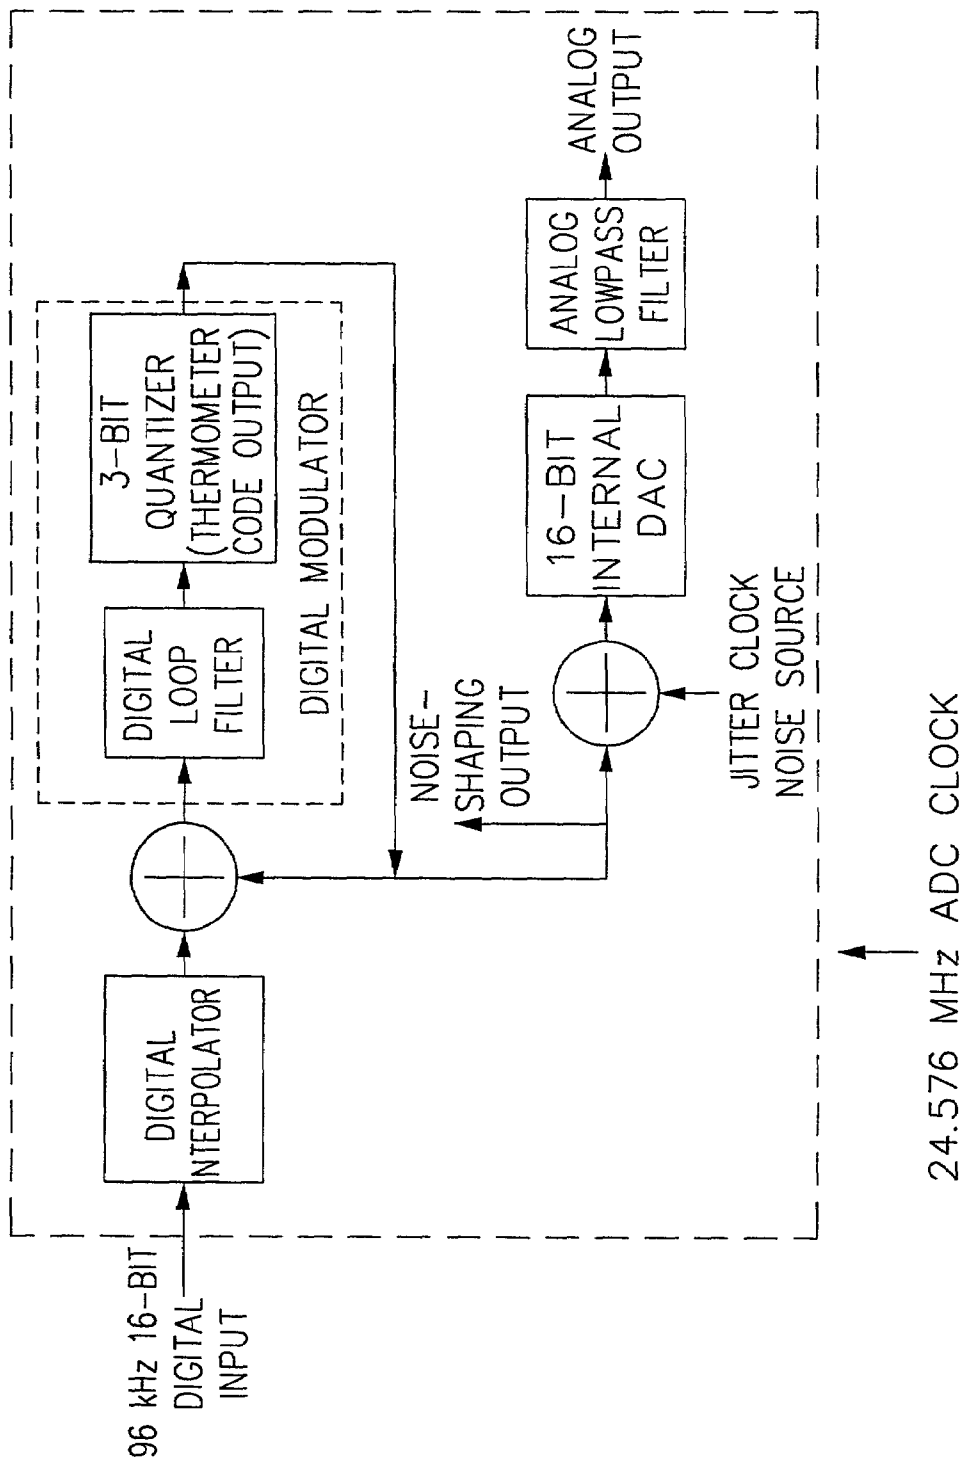 96 kHz 16-BIT
DIGITAL
INPUT
DIGITAL
NTERPOLATOR
DIGITAL
LOOP
FILTER
3-BIT
QUANTIZER
(THERMOMETER
CODE OUTPUT)
DIGITAL MODULATOR
NOISE-
SHAPING
OUTPUT
JITTER CLOCK
NOISE SOURCE
16-BIT
INTERNAL
DAC
ANALOG
LOWPASS
FILTER
ANALOG
OUTPUT
24.576 MHz ADC CLOCK